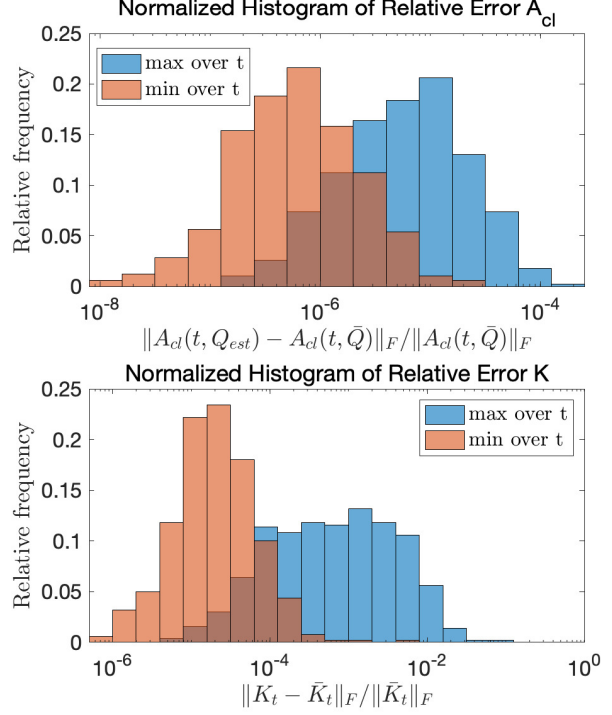 Normalized Histogram of Relative Error A_cl
0.25
0.2
0.15
0.1
0.05
0
Relative frequency
max over t
min over t
10^-8
10^-6
10^-4
‖A_cl(t, Q_est) − A_cl(t, Q̄)‖_F/‖A_cl(t, Q̄)‖_F
Normalized Histogram of Relative Error K
0.25
0.2
0.15
0.1
0.05
0
Relative frequency
max over t
min over t
10^-6
10^-4
10^-2
10^0
‖K_t − K̄_t‖_F/‖K̄_t‖_F